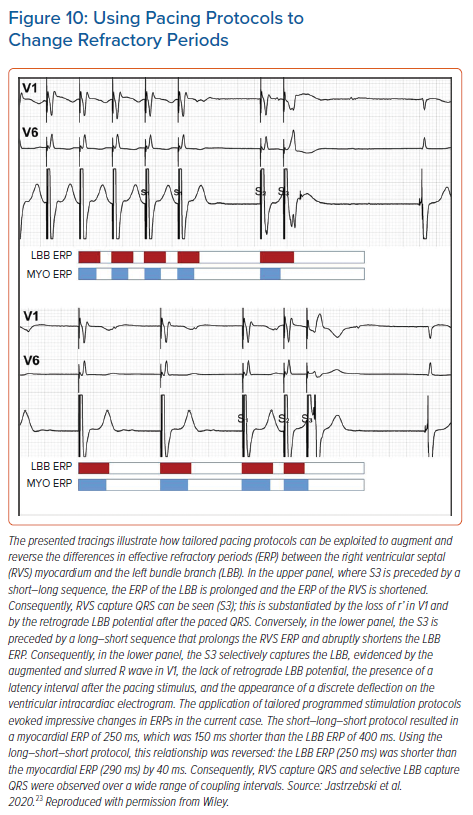 Figure 10: Using Pacing Protocols to
Change Refractory Periods
V1
V6
S₁
S₁
S₂
S₃
LBB ERP
MYO ERP
V1
V6
S₁
S₂
S₃
LBB ERP
MYO ERP
The presented tracings illustrate how tailored pacing protocols can be exploited to augment and
reverse the differences in effective refractory periods (ERP) between the right ventricular septal
(RVS) myocardium and the left bundle branch (LBB). In the upper panel, where S3 is preceded by a
short–long sequence, the ERP of the LBB is prolonged and the ERP of the RVS is shortened.
Consequently, RVS capture QRS can be seen (S3); this is substantiated by the loss of r’ in V1 and
by the retrograde LBB potential after the paced QRS. Conversely, in the lower panel, the S3 is
preceded by a long–short sequence that prolongs the RVS ERP and abruptly shortens the LBB
ERP. Consequently, in the lower panel, the S3 selectively captures the LBB, evidenced by the
augmented and slurred R wave in V1, the lack of retrograde LBB potential, the presence of a
latency interval after the pacing stimulus, and the appearance of a discrete deflection on the
ventricular intracardiac electrogram. The application of tailored programmed stimulation protocols
evoked impressive changes in ERPs in the current case. The short–long–short protocol resulted in
a myocardial ERP of 250 ms, which was 150 ms shorter than the LBB ERP of 400 ms. Using the
long–short–short protocol, this relationship was reversed: the LBB ERP (250 ms) was shorter than
the myocardial ERP (290 ms) by 40 ms. Consequently, RVS capture QRS and selective LBB capture
QRS were observed over a wide range of coupling intervals. Source: Jastrzebski et al.
2020.²³ Reproduced with permission from Wiley.